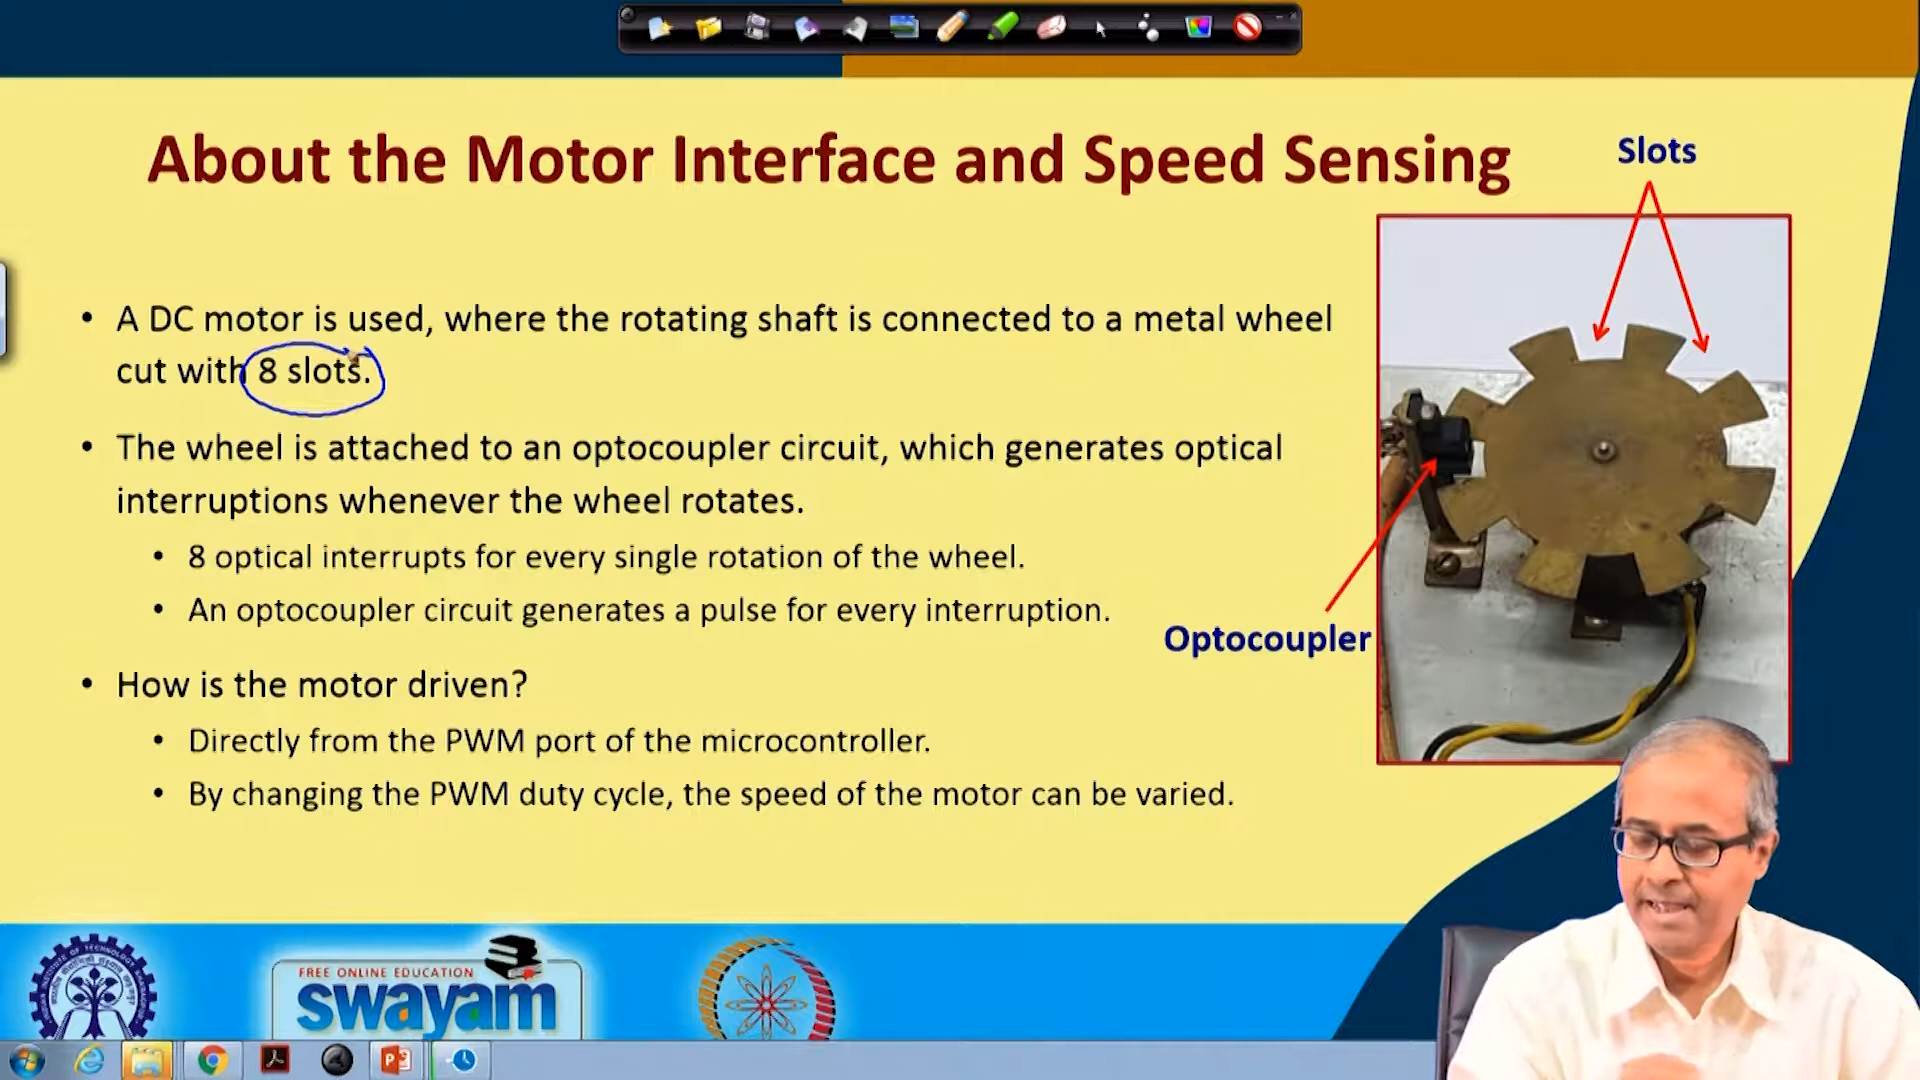 About the Motor Interface and Speed Sensing
Slots
• A DC motor is used, where the rotating shaft is connected to a metal wheel
cut with 8 slots.
• The wheel is attached to an optocoupler circuit, which generates optical
interruptions whenever the wheel rotates.
• 8 optical interrupts for every single rotation of the wheel.
• An optocoupler circuit generates a pulse for every interruption.
Optocoupler
• How is the motor driven?
• Directly from the PWM port of the microcontroller.
• By changing the PWM duty cycle, the speed of the motor can be varied.
FREE ONLINE EDUCATION
swayam